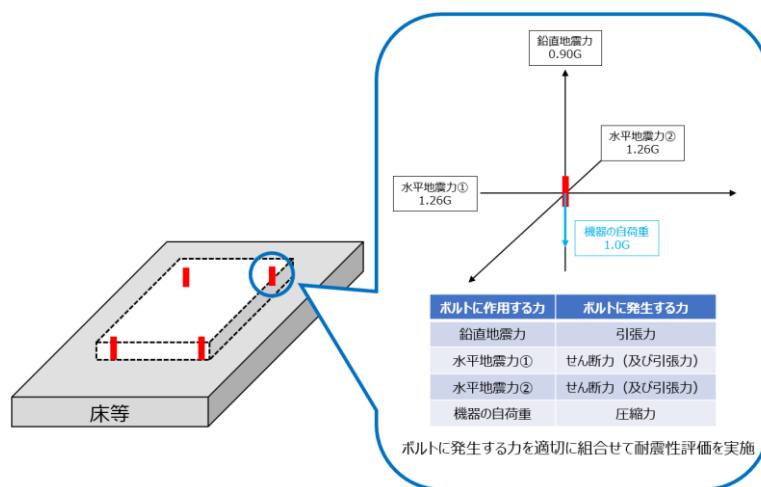 鉛直地震力
0.90G
水平地震力②
1.26G
水平地震力①
1.26G
機器の自荷重
1.0G
ボルトに作用する力 ボルトに発生する力
鉛直地震力 引張力
水平地震力① せん断力（及び引張力）
水平地震力② せん断力（及び引張力）
機器の自荷重 圧縮力
ボルトに発生する力を適切に組合せて耐震性評価を実施
床等